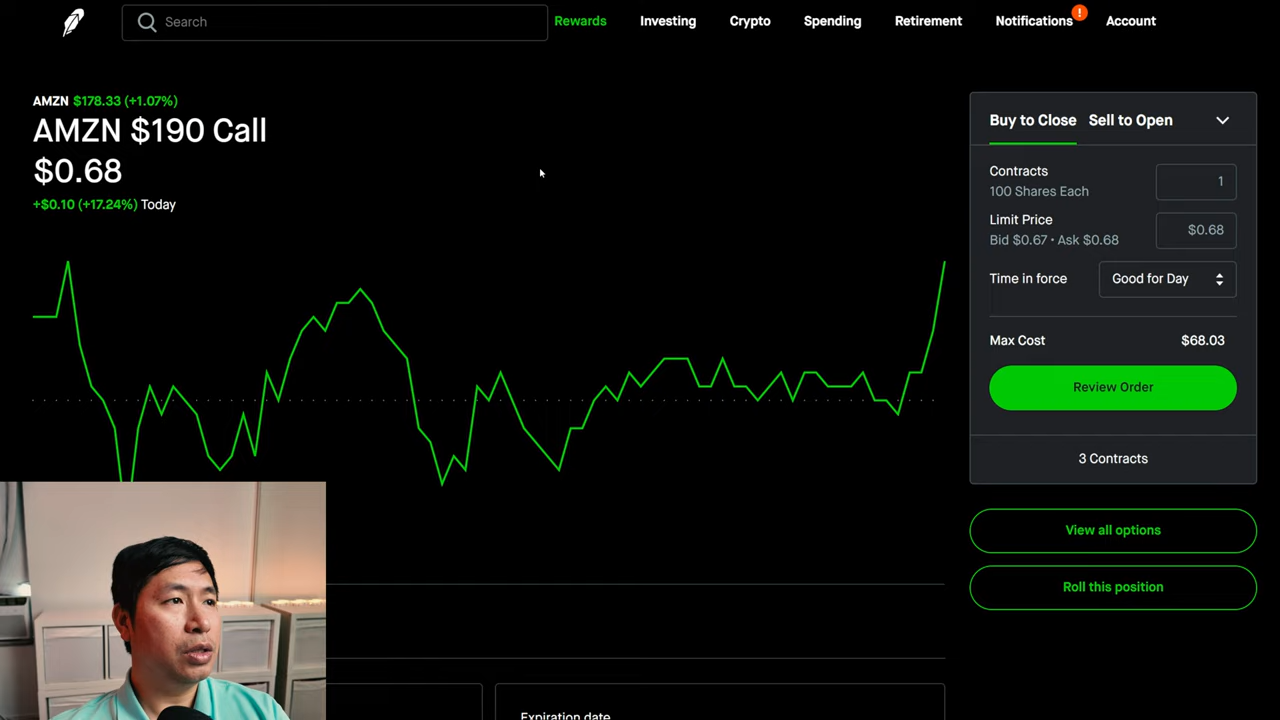 Search
Rewards
Investing
Crypto
Spending
Retirement
Notifications
!
Account
AMZN $178.33 (+1.07%)
AMZN $190 Call
$0.68
+$0.10 (+17.24%) Today
Buy to Close
Sell to Open
Contracts
100 Shares Each
1
Limit Price
Bid $0.67 • Ask $0.68
$0.68
Time in force
Good for Day
Max Cost
$68.03
Review Order
3 Contracts
View all options
Roll this position
Expiration date